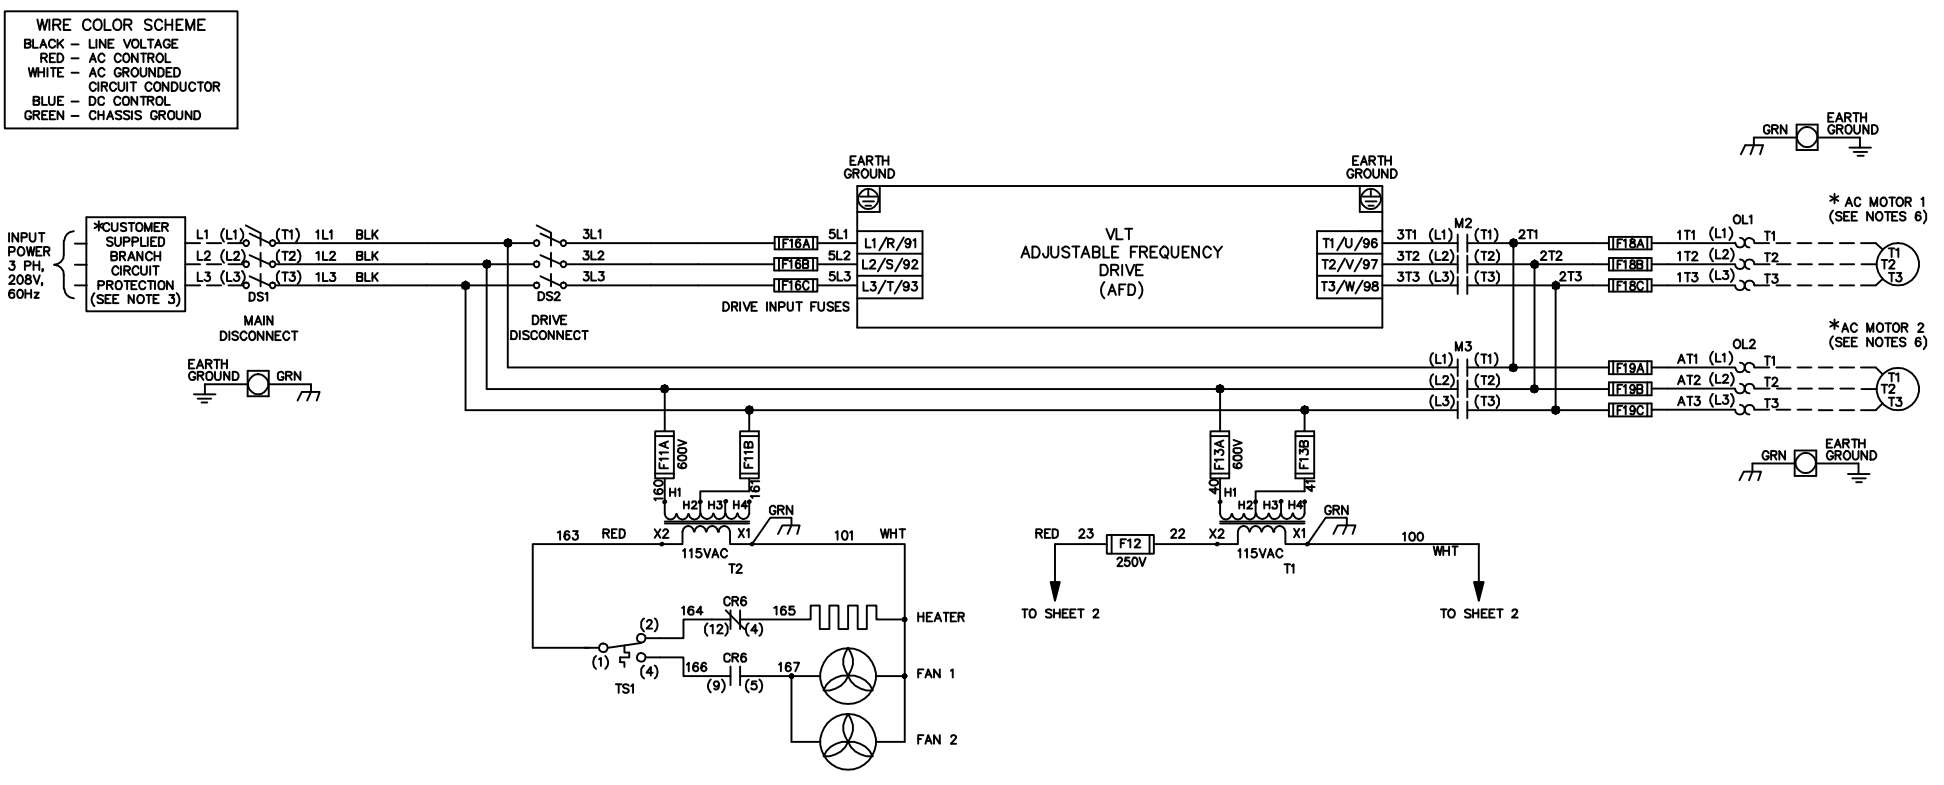 WIRE COLOR SCHEME
BLACK – LINE VOLTAGE
RED – AC CONTROL
WHITE – AC GROUNDED
CIRCUIT CONDUCTOR
BLUE – DC CONTROL
GREEN – CHASSIS GROUND
GRN
EARTH
GROUND
INPUT
POWER
3 PH,
208V,
60Hz
*CUSTOMER
SUPPLIED
BRANCH
CIRCUIT
PROTECTION
(SEE NOTE 3)
L1 (L1) (T1) 1L1 BLK
L2 (L2) (T2) 1L2 BLK
L3 (L3) (T3) 1L3 BLK
DS1
MAIN
DISCONNECT
EARTH
GROUND
GRN
3L1
3L2
3L3
DS2
DRIVE
DISCONNECT
F16A 5L1
F16B 5L2
F16C 5L3
DRIVE INPUT FUSES
EARTH
GROUND
L1/R/91
L2/S/92
L3/T/93
VLT
ADJUSTABLE FREQUENCY
DRIVE
(AFD)
EARTH
GROUND
T1/U/96
T2/V/97
T3/W/98
M2
3T1 (L1) (T1) 2T1
3T2 (L2) (T2) 2T2
3T3 (L3) (T3) 2T3
OL1
F18A 1T1 (L1) T1
F18B 1T2 (L2) T2
F18C 1T3 (L3) T3
* AC MOTOR 1
(SEE NOTES 6)
T1
T2
T3
M3
(L1) (T1)
(L2) (T2)
(L3) (T3)
OL2
F19A AT1 (L1) T1
F19B AT2 (L2) T2
F19C AT3 (L3) T3
*AC MOTOR 2
(SEE NOTES 6)
T1
T2
T3
GRN
EARTH
GROUND
F11A
600V
F11B
160
161
H1 H2 H3 H4
GRN
163 RED X2 X1 101 WHT
115VAC
T2
F13A
600V
F13B
40
41
H1 H2 H3 H4
GRN
RED 23 F12 22 X2 X1 100
WHT
250V
115VAC
T1
TO SHEET 2
TO SHEET 2
CR6
164 165
(2) (12) (4)
HEATER
(1)
(4)
TS1
CR6
166 167
(9) (5)
FAN 1
FAN 2